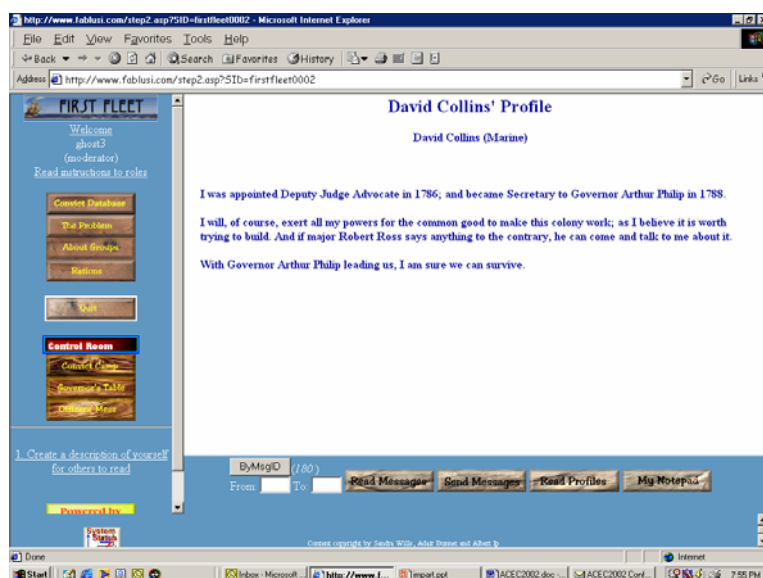 http://www.fablusi.com/step2.asp?SID=firstfleet0002 - Microsoft Internet Explorer
File Edit View Favorites Tools Help
Back Search Favorites History
Address http://www.fablusi.com/step2.asp?SID=firstfleet0002 Go Links
FIRST FLEET
Welcome
ghost3
(moderator)
Read instructions to roles
Convict Database
The Problem
About Groups
Rations
Quit
Control Room
Convict Camp
Governor's Table
Officers Mess
1. Create a description of yourself
for others to read
Powered by
System
Status
David Collins' Profile
David Collins (Marine)
I was appointed Deputy Judge Advocate in 1786; and became Secretary to Governor Arthur Philip in 1788.
I will, of course, exert all my powers for the common good to make this colony work; as I believe it is worth
trying to build. And if major Robert Ross says anything to the contrary, he can come and talk to me about it.
With Governor Arthur Philip leading us, I am sure we can survive.
ByMsgID (180)
From: To:
Read Messages Send Messages Read Profiles My Notepad
Content copyright by Sandra Wills, and Albert Ip
Done Internet
Start Inbox - Microsoft ... http://www.f... import.ppt ACEC2002.doc -... ACEC2002 Conf... 7:55 PM